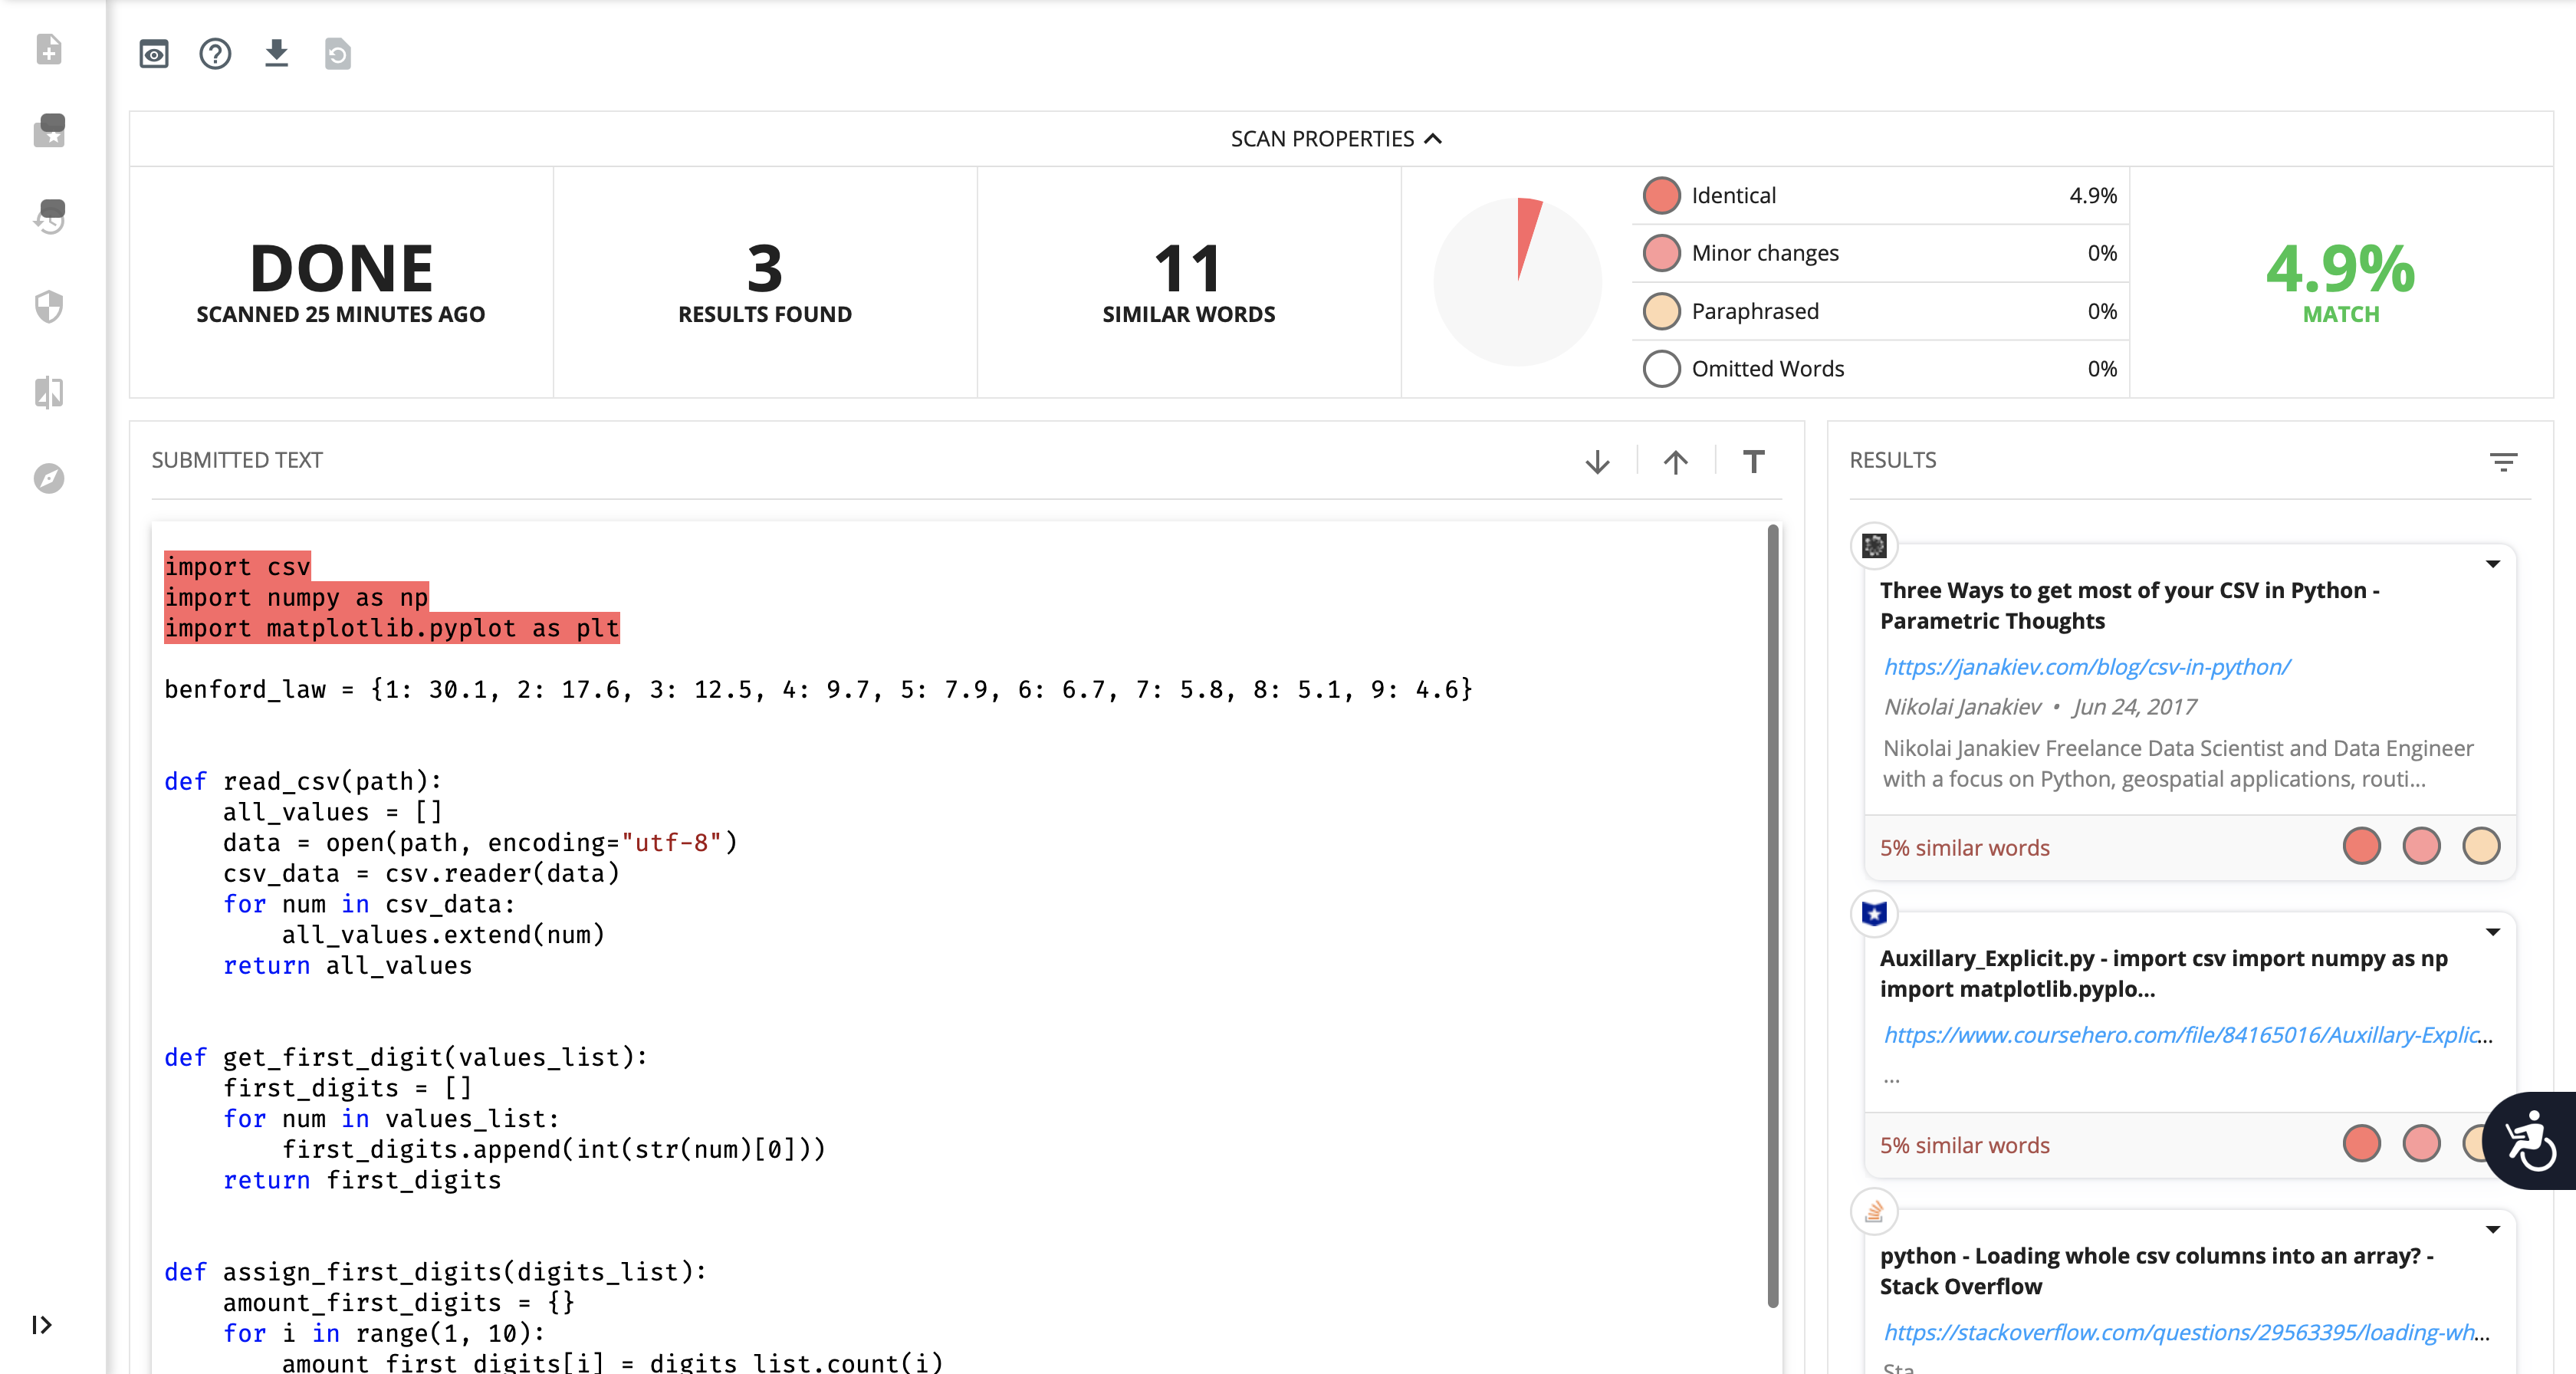 SCAN PROPERTIES
DONE
SCANNED 25 MINUTES AGO
3
RESULTS FOUND
11
SIMILAR WORDS
Identical 4.9%
Minor changes 0%
Paraphrased 0%
Omitted Words 0%
4.9%
MATCH
SUBMITTED TEXT
T
import csv
import numpy as np
import matplotlib.pyplot as plt
benford_law = {1: 30.1, 2: 17.6, 3: 12.5, 4: 9.7, 5: 7.9, 6: 6.7, 7: 5.8, 8: 5.1, 9: 4.6}
def read_csv(path):
    all_values = []
    data = open(path, encoding="utf-8")
    csv_data = csv.reader(data)
    for num in csv_data:
        all_values.extend(num)
    return all_values
def get_first_digit(values_list):
    first_digits = []
    for num in values_list:
        first_digits.append(int(str(num)[0]))
    return first_digits
def assign_first_digits(digits_list):
    amount_first_digits = {}
    for i in range(1, 10):
        amount_first_digits[i] = digits_list.count(i)
RESULTS
Three Ways to get most of your CSV in Python -
Parametric Thoughts
https://janakiev.com/blog/csv-in-python/
Nikolai Janakiev • Jun 24, 2017
Nikolai Janakiev Freelance Data Scientist and Data Engineer
with a focus on Python, geospatial applications, routi...
5% similar words
Auxillary_Explicit.py - import csv import numpy as np
import matplotlib.pyplo...
https://www.coursehero.com/file/84165016/Auxillary-Explic...
...
5% similar words
python - Loading whole csv columns into an array? -
Stack Overflow
https://stackoverflow.com/questions/29563395/loading-wh...
Sta